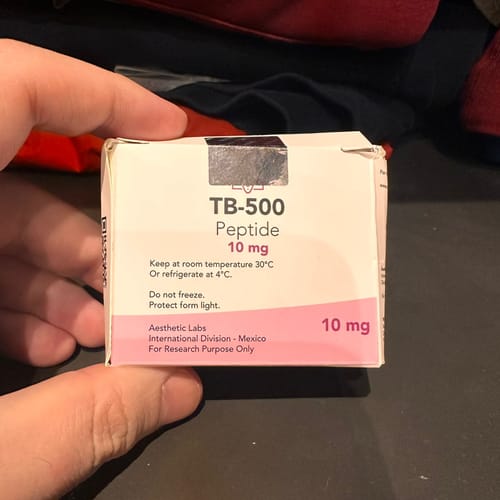 TB-500
Peptide
10 mg
Keep at room temperature 30°C
Or refrigerate at 4°C.
Do not freeze.
Protect form light.
Aesthetic Labs
International Division - Mexico
For Research Purpose Only
10 mg